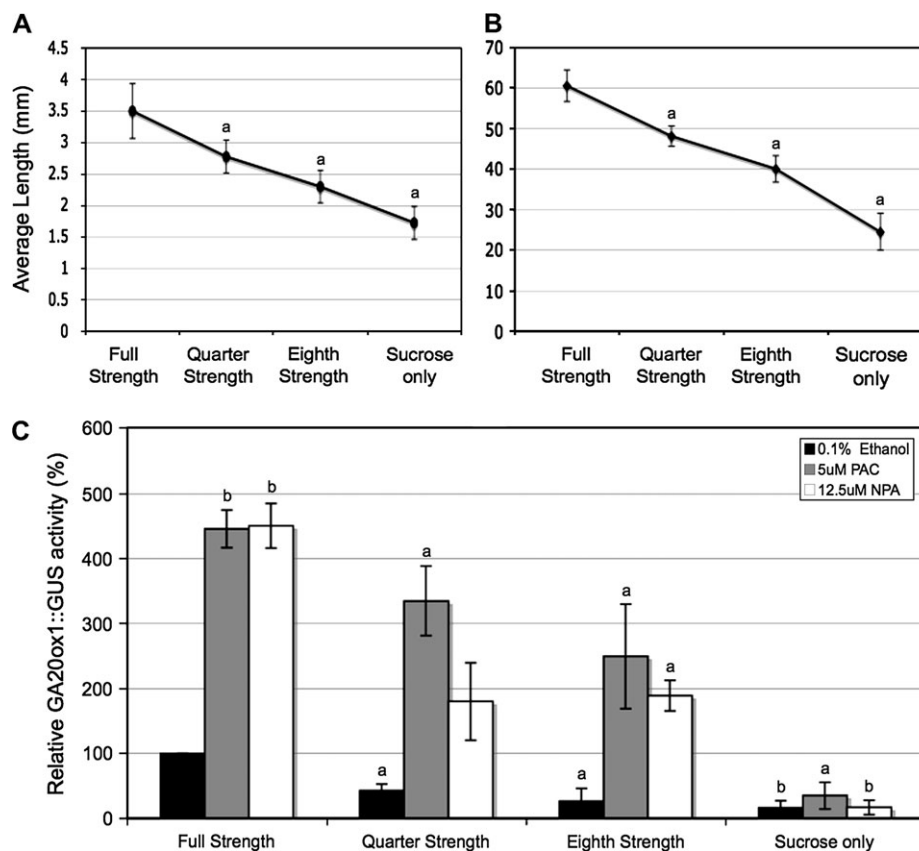 A
Average Length (mm)
4.5
4
3.5
3
2.5
2
1.5
1
0.5
0
a
a
a
Full
Strength
Quarter
Strength
Eighth
Strength
Sucrose
only
B
70
60
50
40
30
20
10
0
a
a
a
Full
Strength
Quarter
Strength
Eighth
Strength
Sucrose
only
C
Relative GA20ox1::GUS activity (%)
600
500
400
300
200
100
0
0.1% Ethanol
5uM PAC
12.5uM NPA
b
b
a
a
a
a
a
b
a
b
Full Strength
Quarter Strength
Eighth Strength
Sucrose only